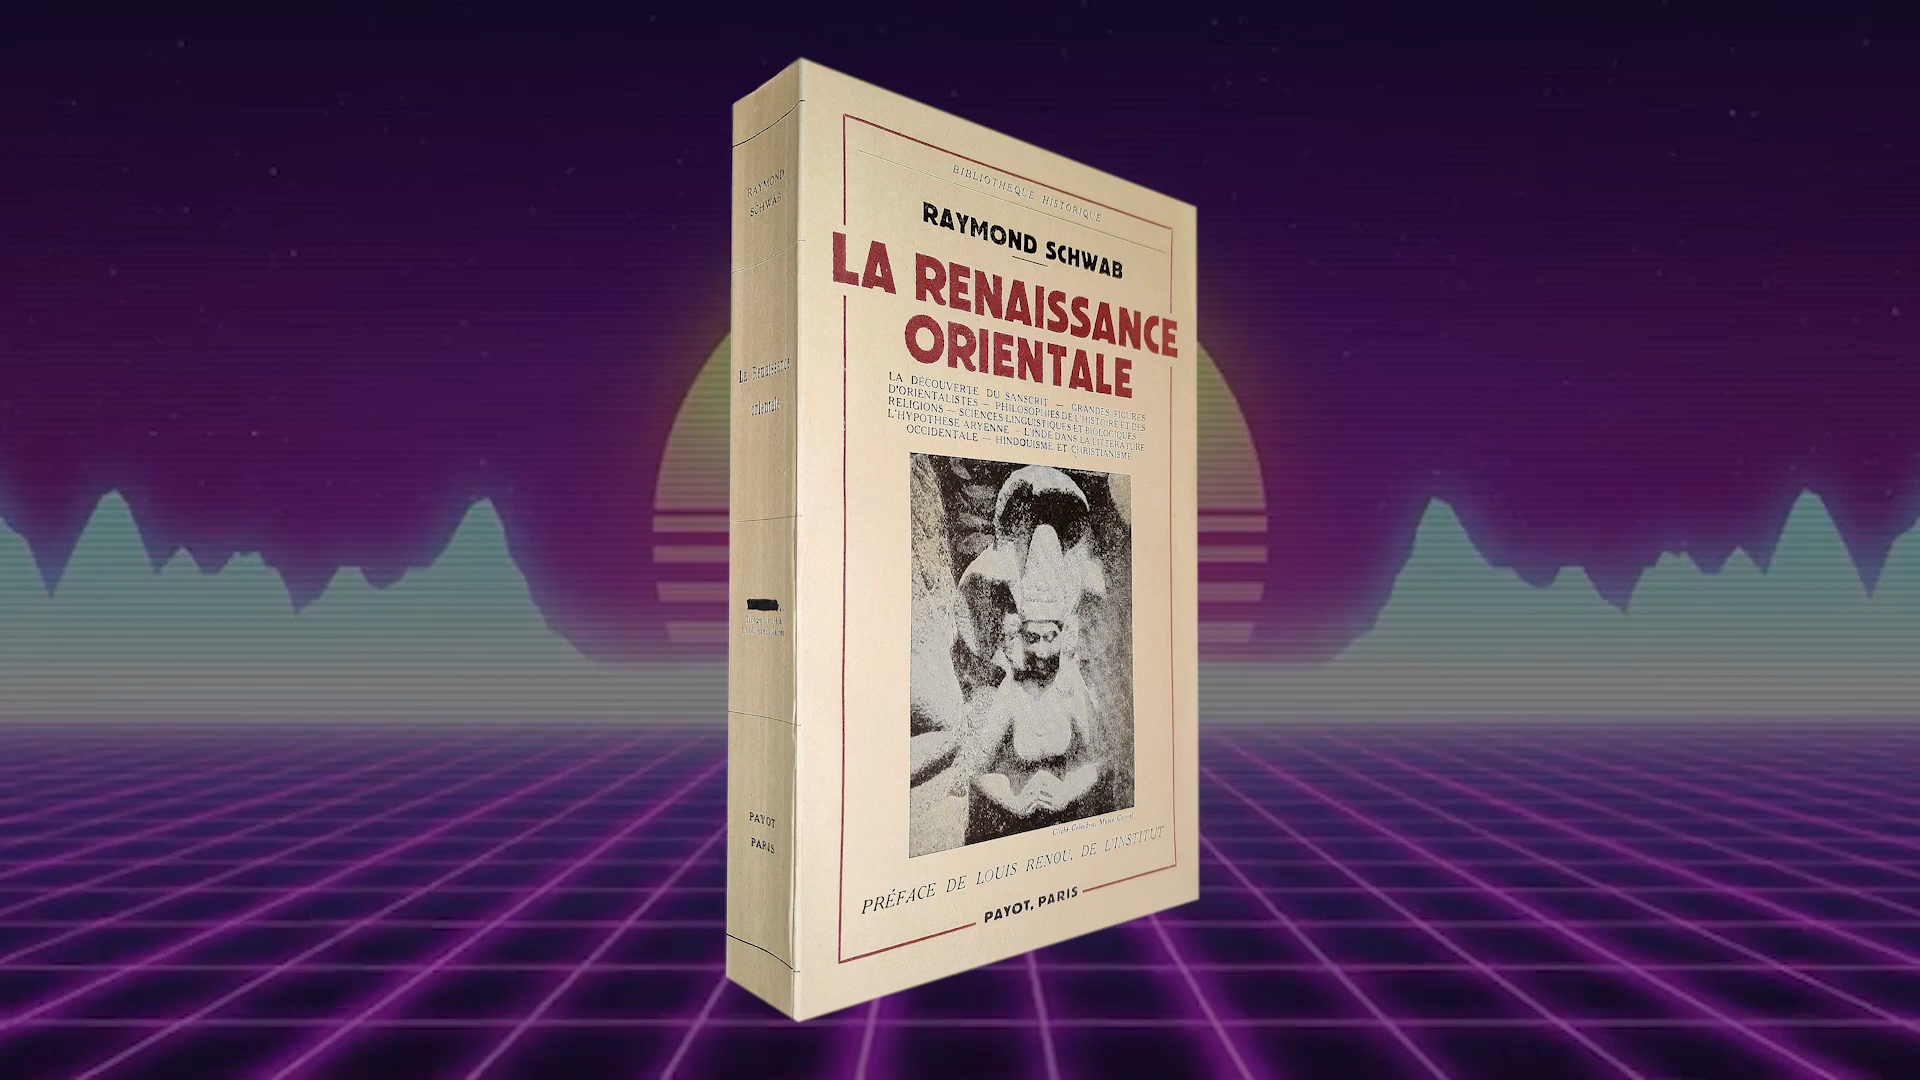 RAYMOND
SCHWAB
La Renaissance
orientale
PAYOT
PARIS
BIBLIOTHÈQUE HISTORIQUE
RAYMOND SCHWAB
LA RENAISSANCE
ORIENTALE
LA DÉCOUVERTE DU SANSCRIT — GRANDES FIGURES
D'ORIENTALISTES — PHILOSOPHIES DE L'HISTOIRE ET DES
RELIGIONS — SCIENCES LINGUISTIQUES ET BIOLOGIQUES —
L'HYPOTHÈSE ARYENNE — L'INDE DANS LA LITTÉRATURE
OCCIDENTALE — HINDOUISME ET CHRISTIANISME
PRÉFACE DE LOUIS RENOU, DE L'INSTITUT
PAYOT, PARIS